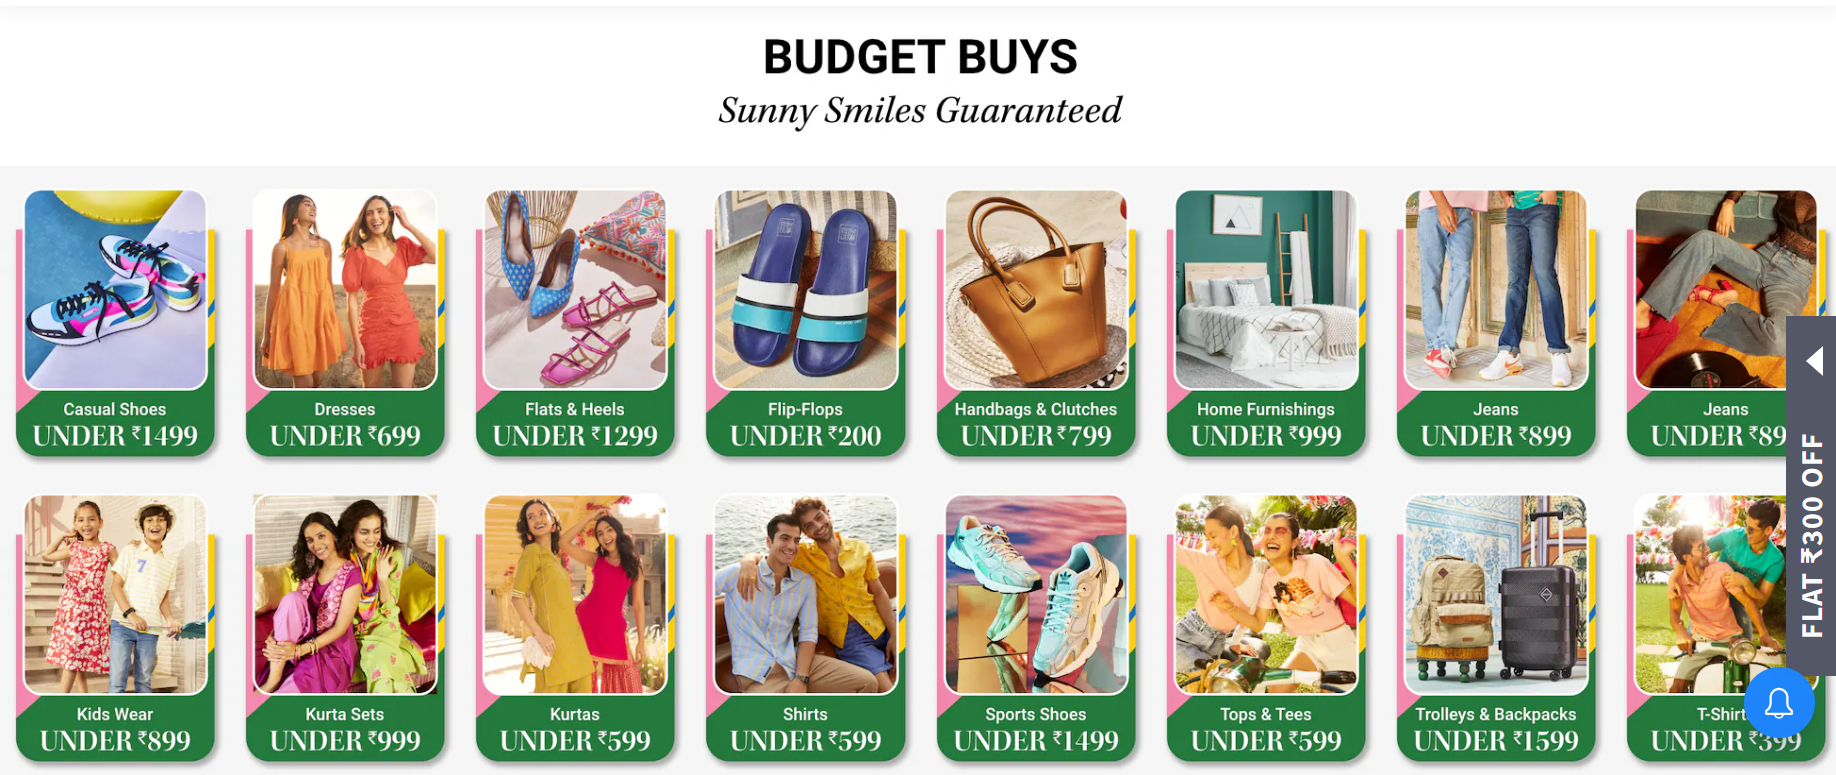 BUDGET BUYS
Sunny Smiles Guaranteed
Casual Shoes
UNDER ₹1499
Dresses
UNDER ₹699
Flats & Heels
UNDER ₹1299
Flip-Flops
UNDER ₹200
Handbags & Clutches
UNDER ₹799
Home Furnishings
UNDER ₹999
Jeans
UNDER ₹899
Jeans
UNDER ₹89
FLAT ₹300 OFF
Kids Wear
UNDER ₹899
Kurta Sets
UNDER ₹999
Kurtas
UNDER ₹599
Shirts
UNDER ₹599
Sports Shoes
UNDER ₹1499
Tops & Tees
UNDER ₹599
Trolleys & Backpacks
UNDER ₹1599
T-Shirt
UNDER ₹399
7